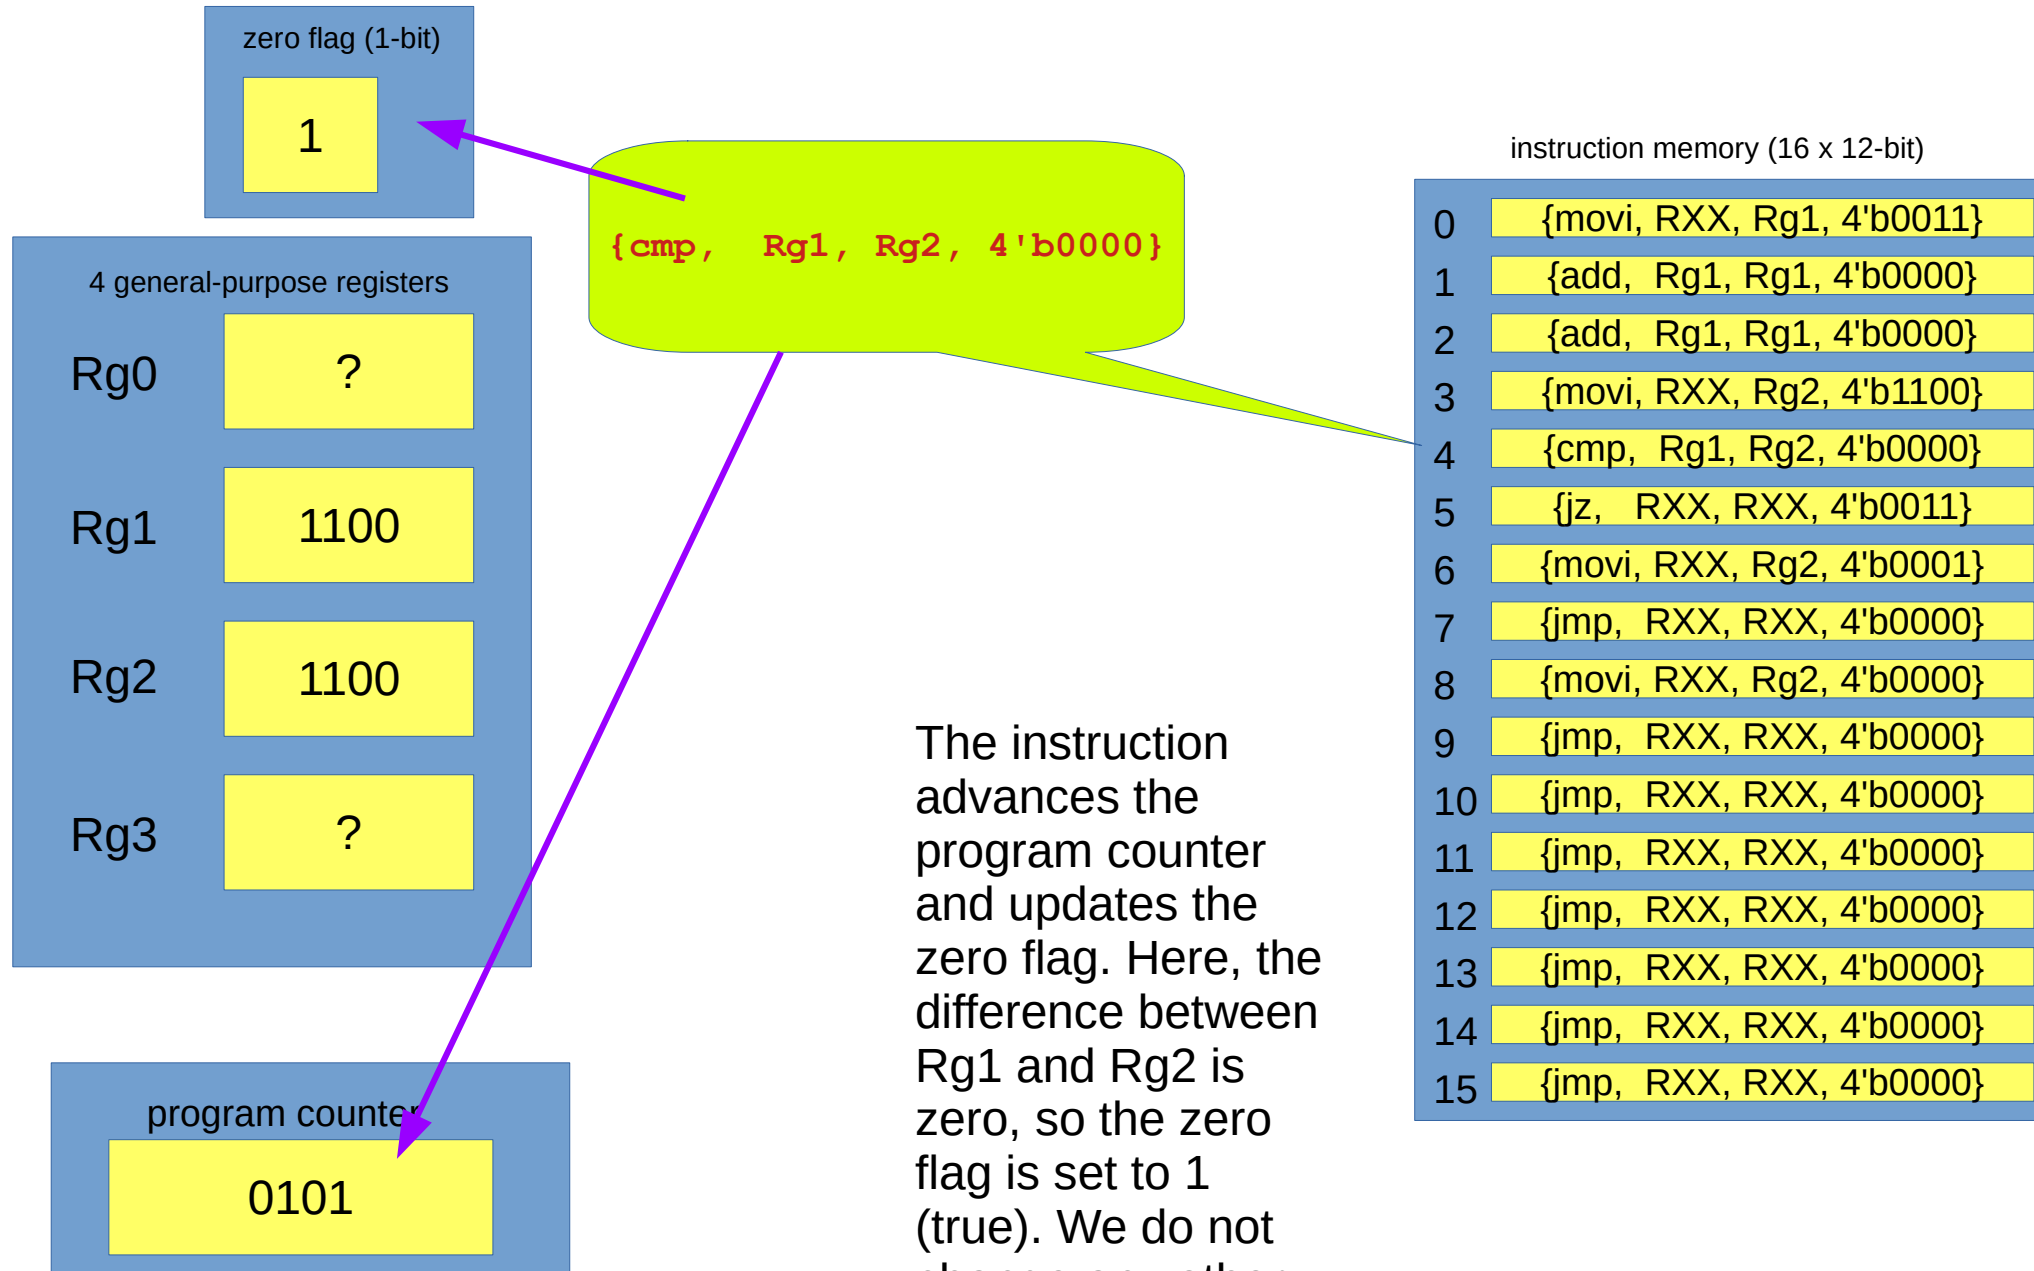 zero flag (1-bit)
1
4 general-purpose registers
Rg0
?
Rg1
1100
Rg2
1100
Rg3
?
program counter
0101
{cmp,  Rg1, Rg2, 4'b0000}
The instruction
advances the
program counter
and updates the
zero flag. Here, the
difference between
Rg1 and Rg2 is
zero, so the zero
flag is set to 1
(true). We do not
instruction memory (16 x 12-bit)
0 {movi, RXX, Rg1, 4'b0011}
1 {add,  Rg1, Rg1, 4'b0000}
2 {add,  Rg1, Rg1, 4'b0000}
3 {movi, RXX, Rg2, 4'b1100}
4 {cmp,  Rg1, Rg2, 4'b0000}
5 {jz,   RXX, RXX, 4'b0011}
6 {movi, RXX, Rg2, 4'b0001}
7 {jmp,  RXX, RXX, 4'b0000}
8 {movi, RXX, Rg2, 4'b0000}
9 {jmp,  RXX, RXX, 4'b0000}
10 {jmp,  RXX, RXX, 4'b0000}
11 {jmp,  RXX, RXX, 4'b0000}
12 {jmp,  RXX, RXX, 4'b0000}
13 {jmp,  RXX, RXX, 4'b0000}
14 {jmp,  RXX, RXX, 4'b0000}
15 {jmp,  RXX, RXX, 4'b0000}